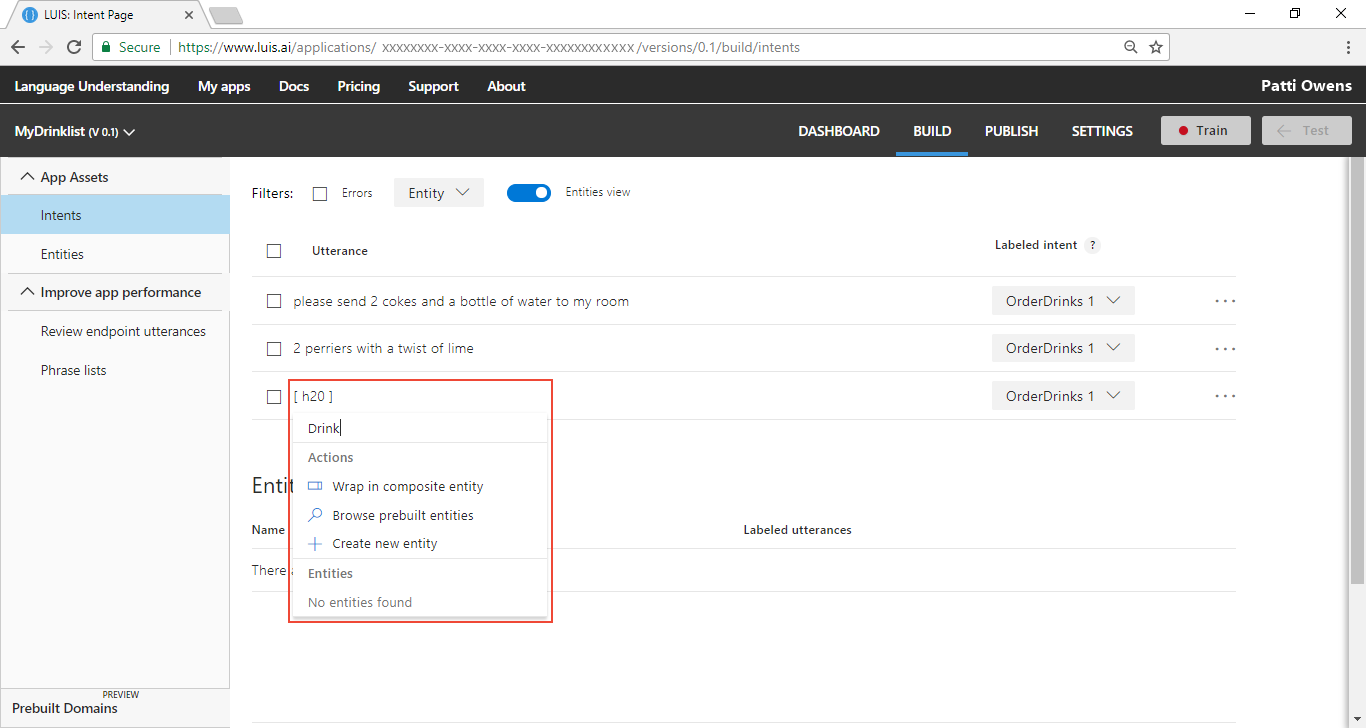 LUIS: Intent Page
Secure https://www.luis.ai/applications/ xxxxxxxx-xxxx-xxxx-xxxx-xxxxxxxxxxxx/versions/0.1/build/intents
Language Understanding My apps Docs Pricing Support About Patti Owens
MyDrinklist (V 0.1) DASHBOARD BUILD PUBLISH SETTINGS Train Test
App Assets
Intents
Entities
Improve app performance
Review endpoint utterances
Phrase lists
PREVIEW
Prebuilt Domains
Filters: Errors Entity Entities view
Utterance Labeled intent ?
please send 2 cokes and a bottle of water to my room OrderDrinks 1 ...
2 perriers with a twist of lime OrderDrinks 1 ...
[ h20 ] OrderDrinks 1 ...
Drink
Actions
Wrap in composite entity
Browse prebuilt entities
Create new entity
Entities
No entities found
Entit
Name Labeled utterances
There